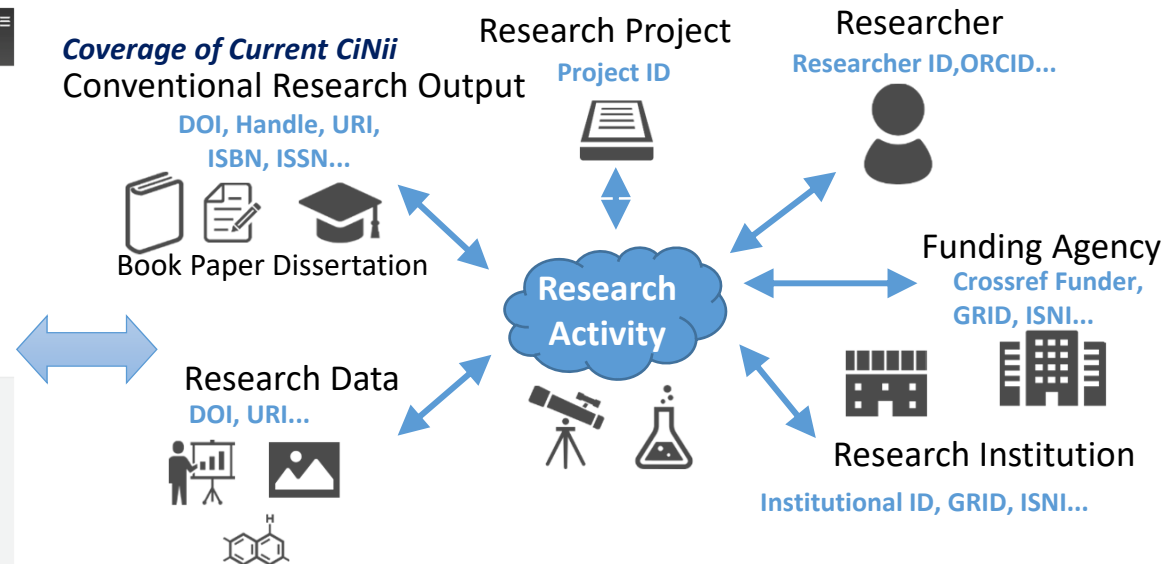 Coverage of Current CiNii
Conventional Research Output
DOI, Handle, URI,
ISBN, ISSN...
Book Paper Dissertation
Research Project
Project ID
Researcher
Researcher ID,ORCID...
Research
Activity
Funding Agency
Crossref Funder,
GRID, ISNI...
Research Data
DOI, URI...
H
Research Institution
Institutional ID, GRID, ISNI...